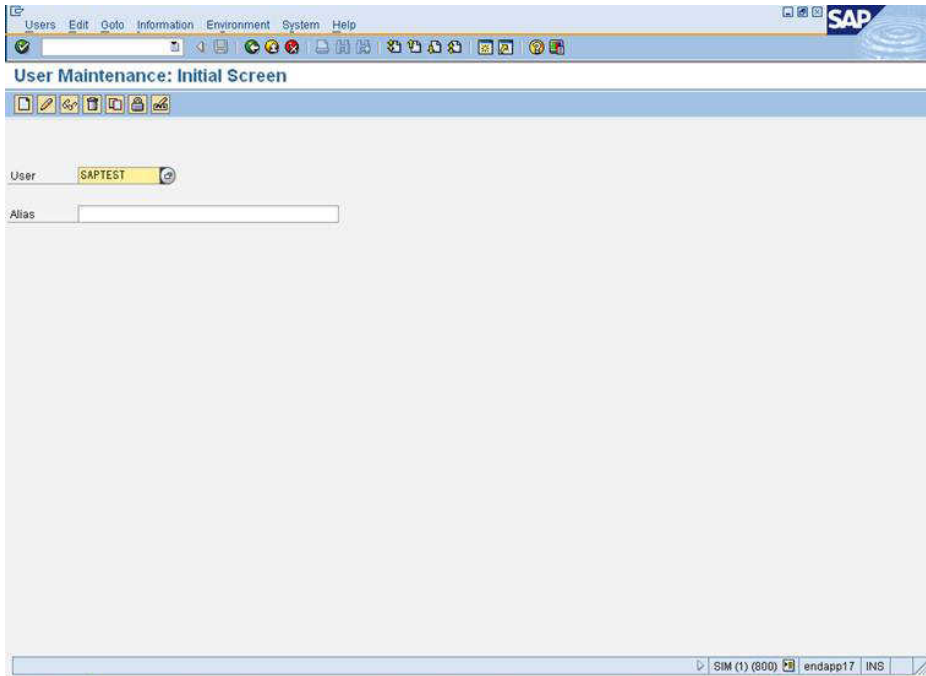 Users Edit Goto Information Environment System Help
SAP
User Maintenance: Initial Screen
User SAPTEST
Alias
SIM (1) (800) endapp17 INS